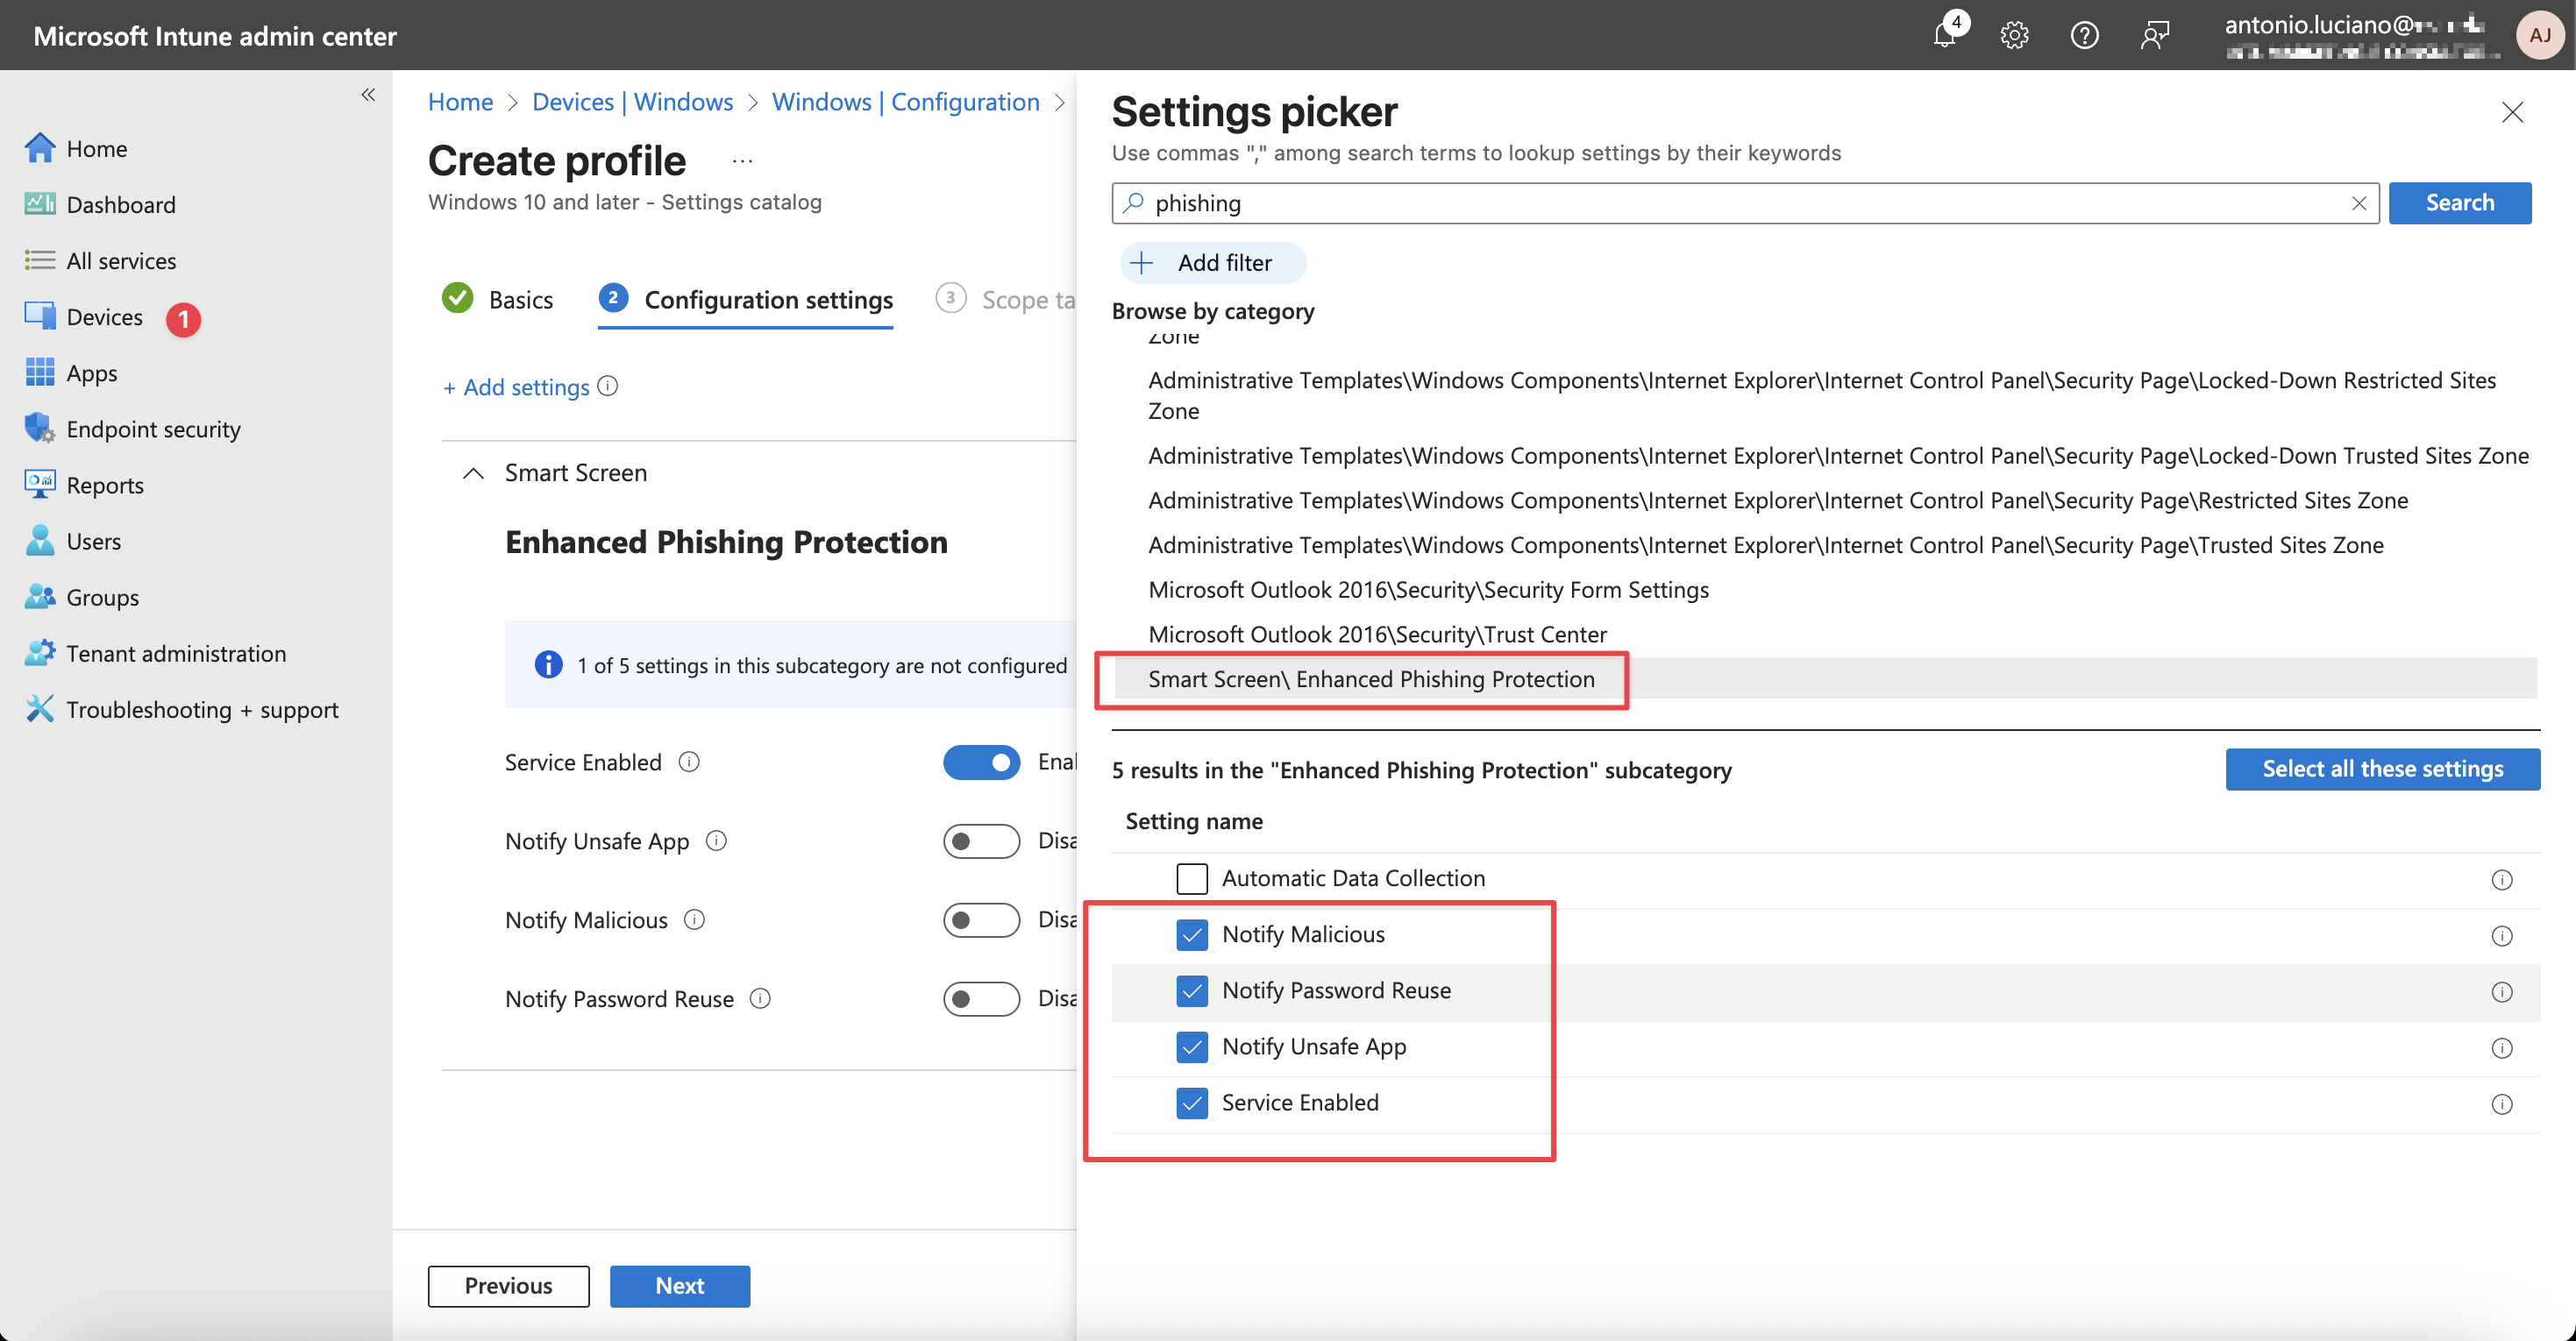 Microsoft Intune admin center
4
antonio.luciano@
AJ
Home
Dashboard
All services
Devices 1
Apps
Endpoint security
Reports
Users
Groups
Tenant administration
Troubleshooting + support
Home > Devices | Windows > Windows | Configuration >
Create profile ...
Windows 10 and later - Settings catalog
Basics
2 Configuration settings
3 Scope ta
+ Add settings
Smart Screen
Enhanced Phishing Protection
1 of 5 settings in this subcategory are not configured
Service Enabled Enal
Notify Unsafe App Disa
Notify Malicious Disa
Notify Password Reuse Disa
Previous
Next
Settings picker
Use commas "," among search terms to lookup settings by their keywords
phishing
Search
Add filter
Browse by category
Zone
Administrative Templates\Windows Components\Internet Explorer\Internet Control Panel\Security Page\Locked-Down Restricted Sites
Zone
Administrative Templates\Windows Components\Internet Explorer\Internet Control Panel\Security Page\Locked-Down Trusted Sites Zone
Administrative Templates\Windows Components\Internet Explorer\Internet Control Panel\Security Page\Restricted Sites Zone
Administrative Templates\Windows Components\Internet Explorer\Internet Control Panel\Security Page\Trusted Sites Zone
Microsoft Outlook 2016\Security\Security Form Settings
Microsoft Outlook 2016\Security\Trust Center
Smart Screen\ Enhanced Phishing Protection
5 results in the "Enhanced Phishing Protection" subcategory
Select all these settings
Setting name
Automatic Data Collection
Notify Malicious
Notify Password Reuse
Notify Unsafe App
Service Enabled